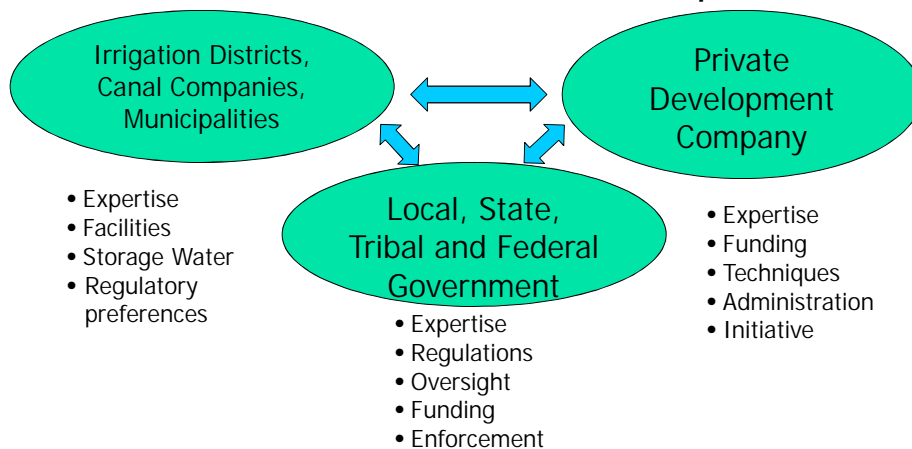 Irrigation Districts,
Canal Companies,
Municipalities
Private
Development
Company
Local, State,
Tribal and Federal
Government
• Expertise
• Facilities
• Storage Water
• Regulatory
preferences
• Expertise
• Regulations
• Oversight
• Funding
• Enforcement
• Expertise
• Funding
• Techniques
• Administration
• Initiative